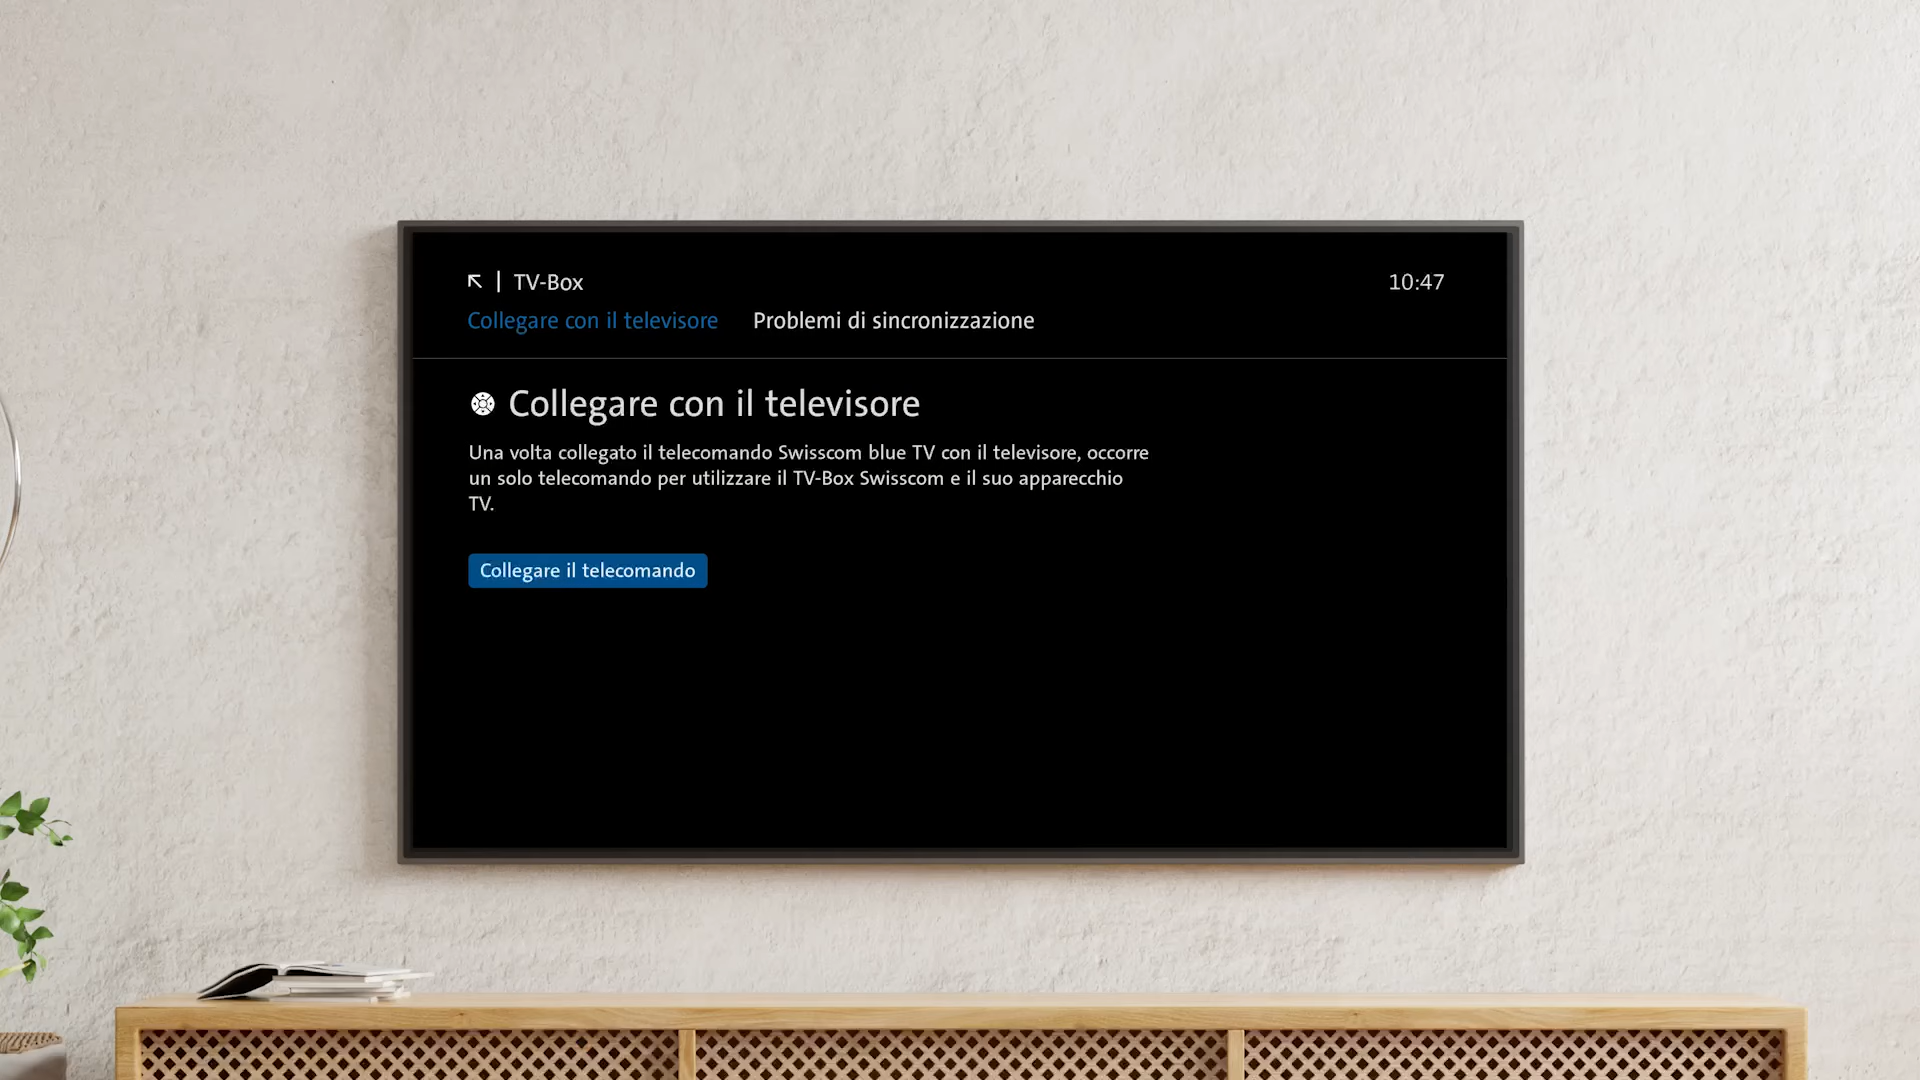 TV-Box
10:47
Collegare con il televisore
Problemi di sincronizzazione
Collegare con il televisore
Una volta collegato il telecomando Swisscom blue TV con il televisore, occorre
un solo telecomando per utilizzare il TV-Box Swisscom e il suo apparecchio
TV.
Collegare il telecomando